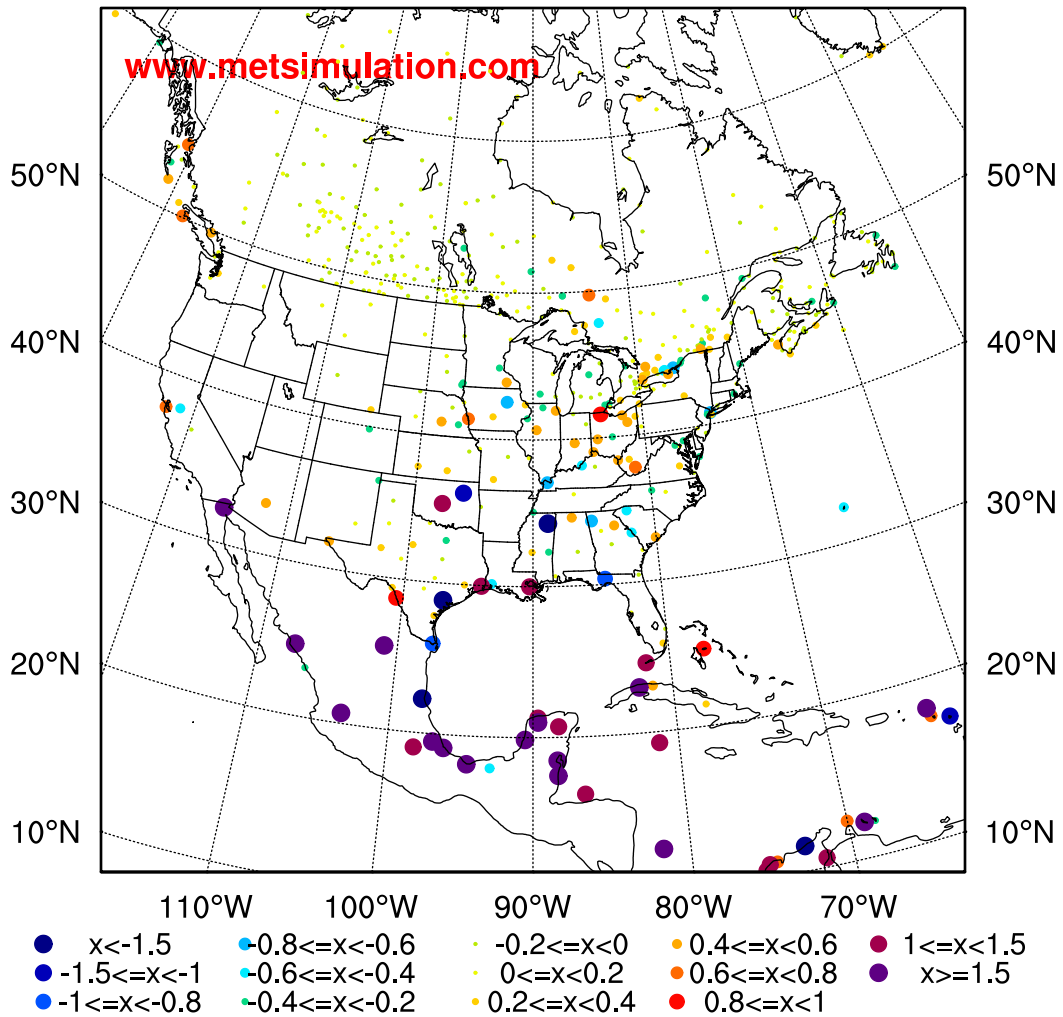 www.metsimulation.com
50°N 50°N
40°N 40°N
30°N 30°N
20°N 20°N
10°N 10°N
110°W 100°W 90°W 80°W 70°W
x<-1.5 -0.8<=x<-0.6 -0.2<=x<0 0.4<=x<0.6 1<=x<1.5
-1.5<=x<-1 -0.6<=x<-0.4 0<=x<0.2 0.6<=x<0.8 x>=1.5
-1<=x<-0.8 -0.4<=x<-0.2 0.2<=x<0.4 0.8<=x<1